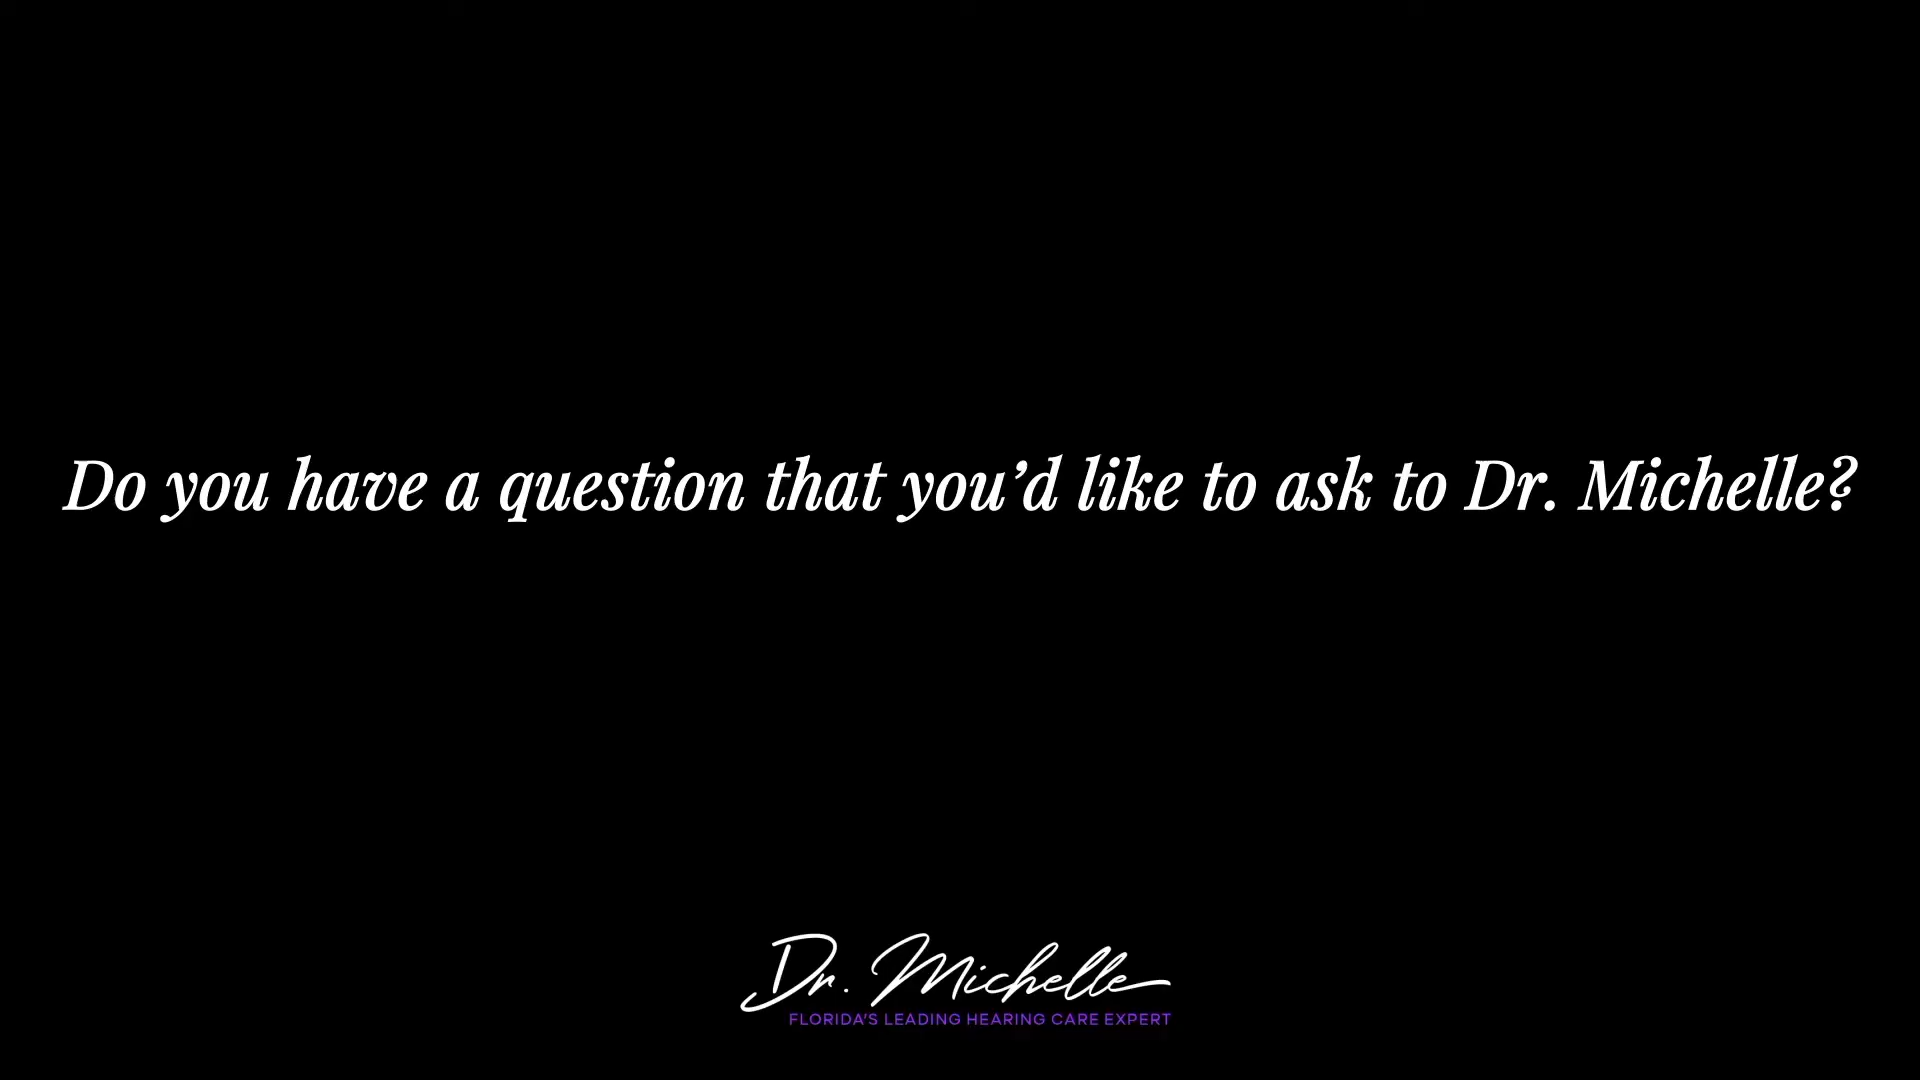 Do you have a question that you’d like to ask to Dr. Michelle?
Dr. Michelle
FLORIDA’S LEADING HEARING CARE EXPERT